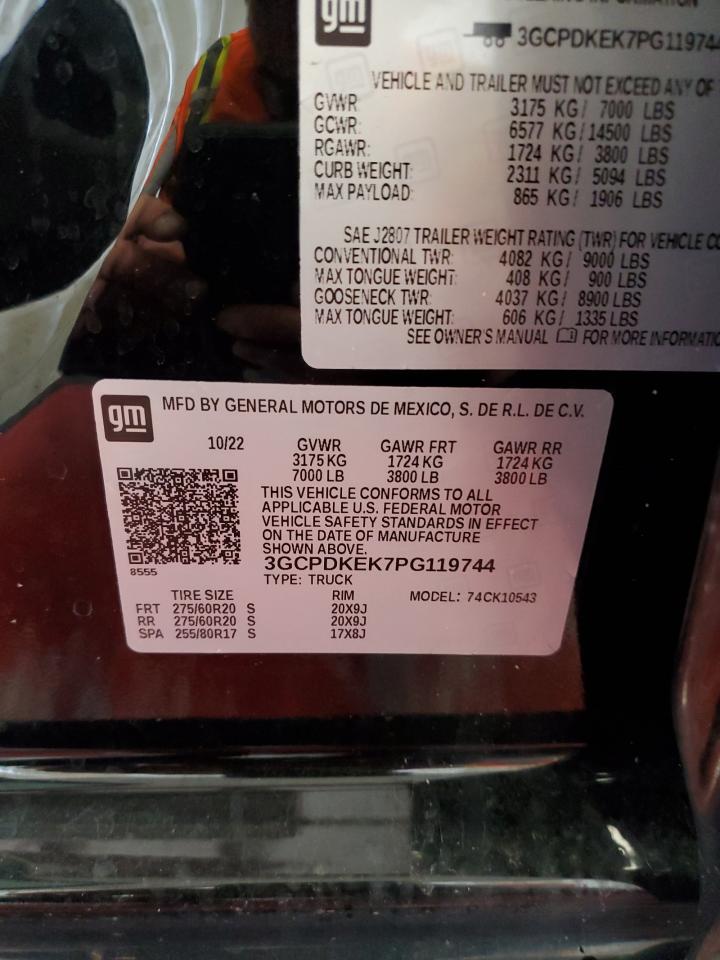 gm
INFORMATION
3GCPDKEK7PG119744
VEHICLE AND TRAILER MUST NOT EXCEED ANY OF
GVWR: 3175 KG / 7000 LBS
GCWR: 6577 KG / 14500 LBS
RGAWR: 1724 KG / 3800 LBS
CURB WEIGHT: 2311 KG / 5094 LBS
MAX PAYLOAD: 865 KG / 1906 LBS
SAE J2807 TRAILER WEIGHT RATING (TWR) FOR VEHICLE
CONVENTIONAL TWR: 4082 KG / 9000 LBS
MAX TONGUE WEIGHT: 408 KG / 900 LBS
GOOSENECK TWR: 4037 KG / 8900 LBS
MAX TONGUE WEIGHT: 606 KG / 1335 LBS
SEE OWNER'S MANUAL FOR MORE INFORMATIO
gm MFD BY GENERAL MOTORS DE MEXICO, S. DE R.L. DE C.V.
10/22 GVWR GAWR FRT GAWR RR
3175 KG 1724 KG 1724 KG
7000 LB 3800 LB 3800 LB
THIS VEHICLE CONFORMS TO ALL
APPLICABLE U.S. FEDERAL MOTOR
VEHICLE SAFETY STANDARDS IN EFFECT
ON THE DATE OF MANUFACTURE
SHOWN ABOVE.
3GCPDKEK7PG119744
8555
TYPE: TRUCK
TIRE SIZE RIM MODEL: 74CK10543
FRT 275/60R20 S 20X9J
RR 275/60R20 S 20X9J
SPA 255/80R17 S 17X8J